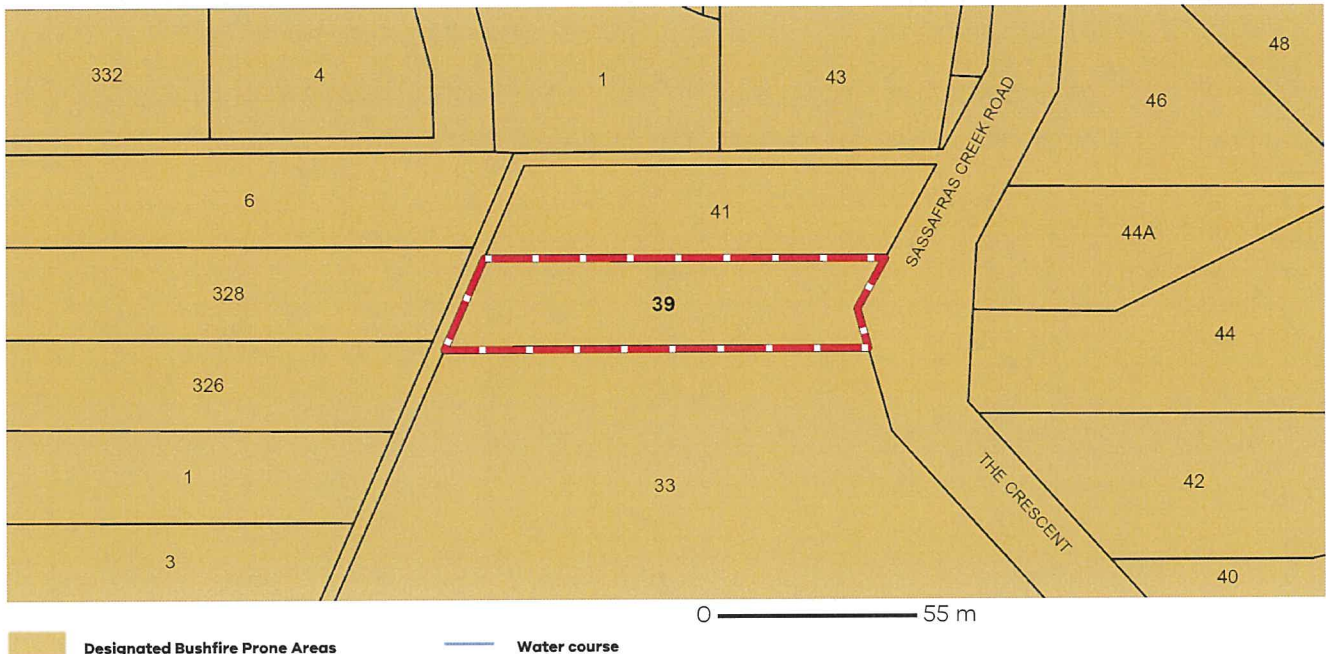 332
4
1
43
46
48
SASSAFRAS CREEK ROAD
6
41
44A
328
39
44
326
33
42
1
THE CRESCENT
3
40
0 55 m
Designated Bushfire Prone Areas
Water course